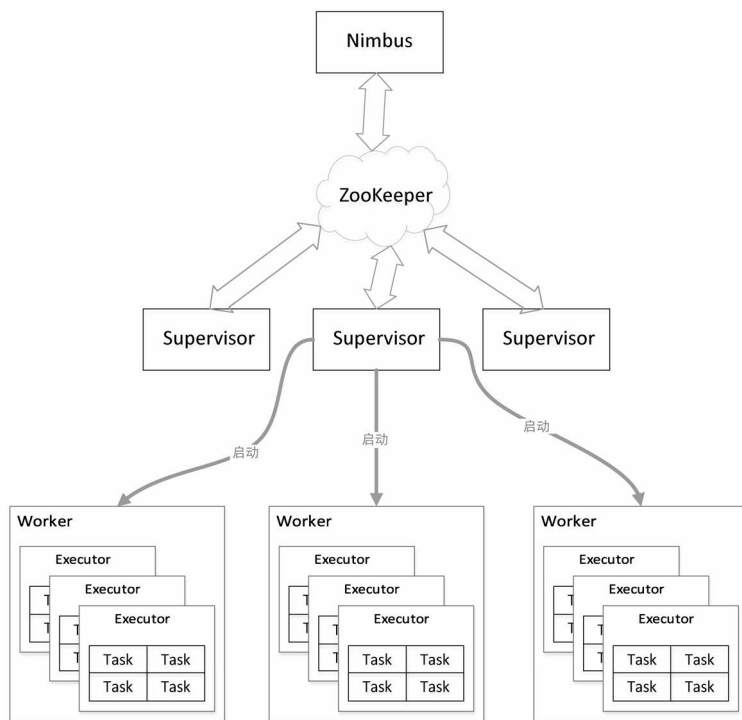 Nimbus
ZooKeeper
Supervisor Supervisor Supervisor
启动 启动 启动
Worker Worker Worker
Executor Executor Executor
Executor Executor Executor
Executor Executor Executor
Task Task Task Task Task Task
Task Task Task Task Task Task